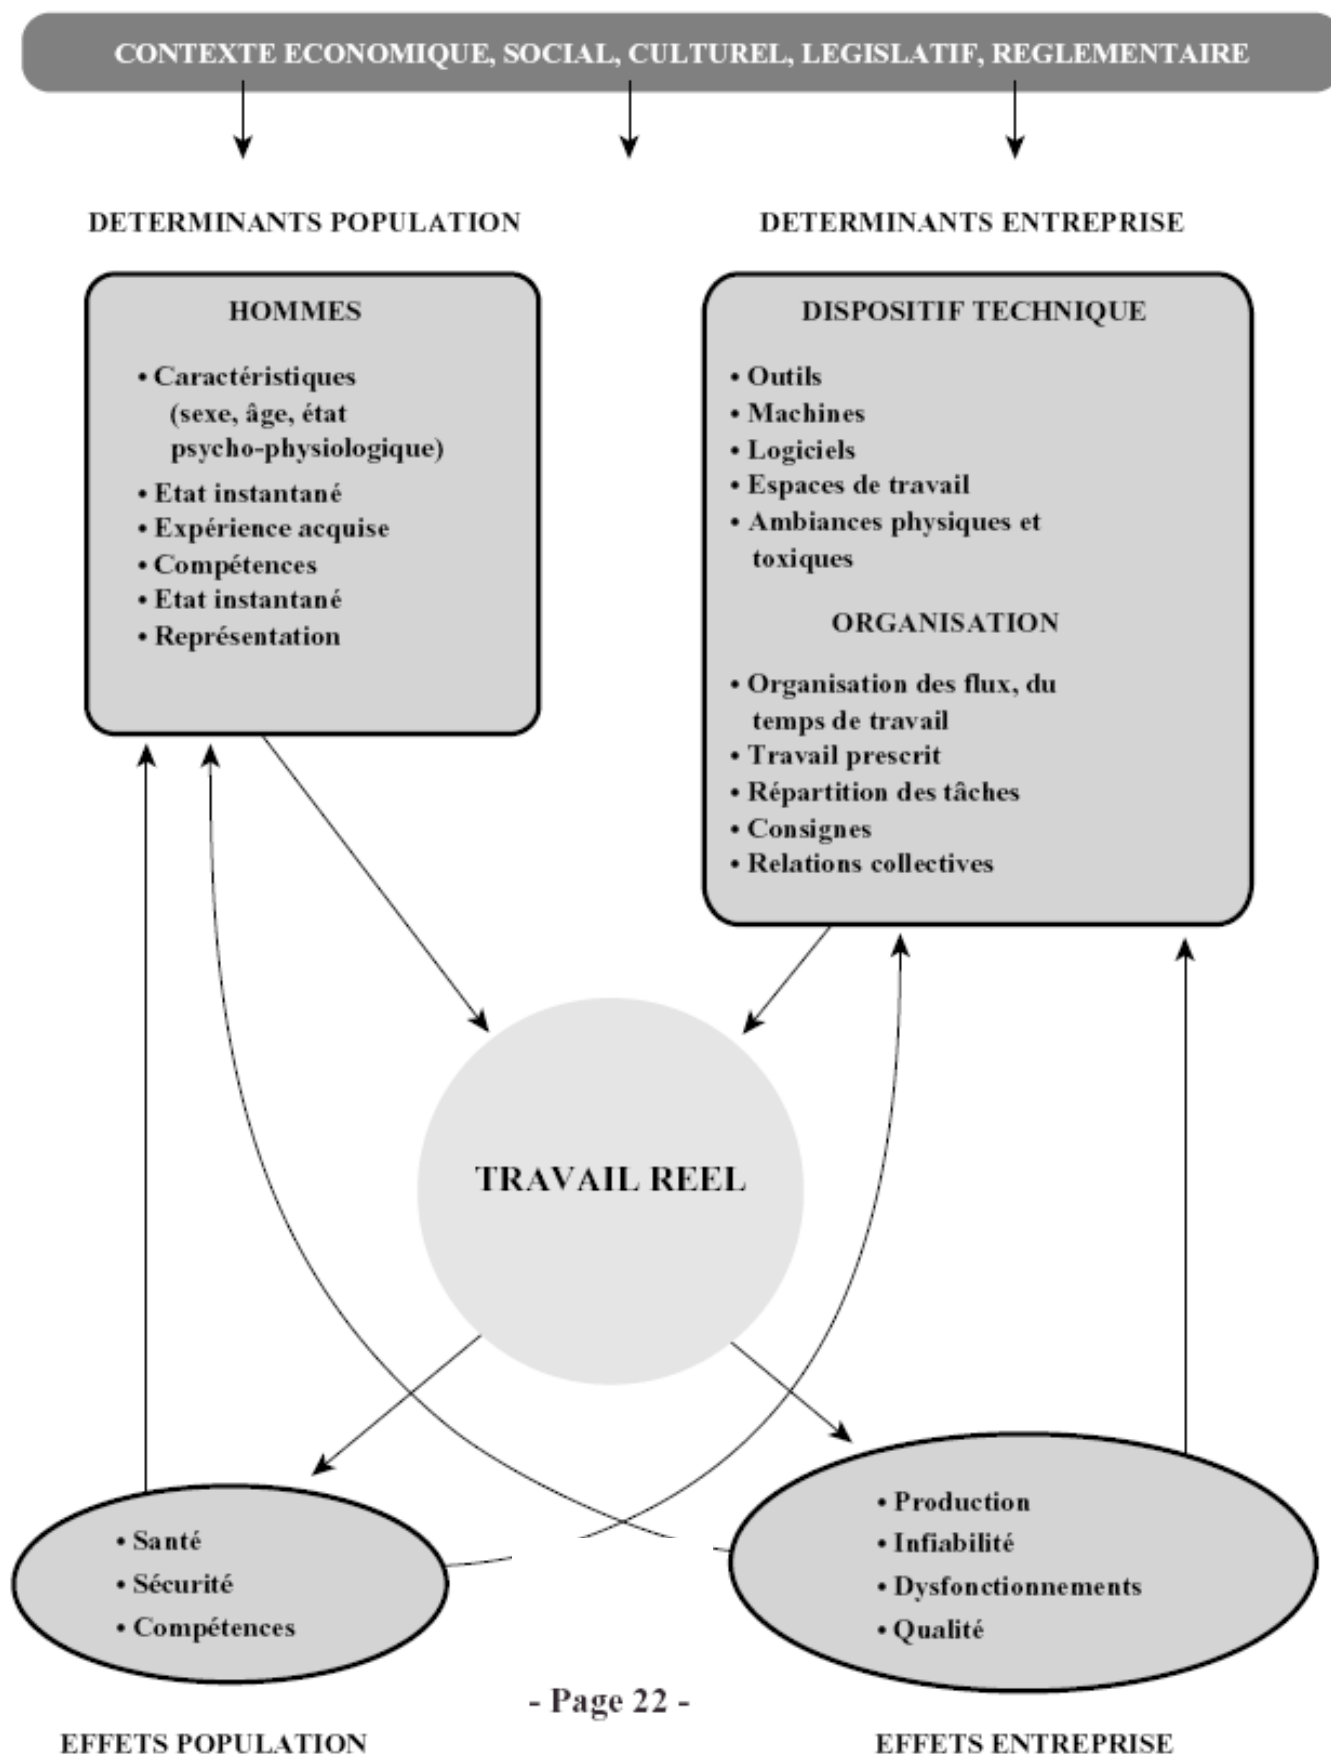 CONTEXTE ECONOMIQUE, SOCIAL, CULTUREL, LEGISLATIF, REGLEMENTAIRE
DETERMINANTS POPULATION
HOMMES
• Caractéristiques
(sexe, âge, état
psycho-physiologique)
• Etat instantané
• Expérience acquise
• Compétences
• Etat instantané
• Représentation
DETERMINANTS ENTREPRISE
DISPOSITIF TECHNIQUE
• Outils
• Machines
• Logiciels
• Espaces de travail
• Ambiances physiques et
toxiques
ORGANISATION
• Organisation des flux, du
temps de travail
• Travail prescrit
• Répartition des tâches
• Consignes
• Relations collectives
TRAVAIL REEL
• Santé
• Sécurité
• Compétences
EFFETS POPULATION
• Production
• Infiabilité
• Dysfonctionnements
• Qualité
EFFETS ENTREPRISE
- Page 22 -